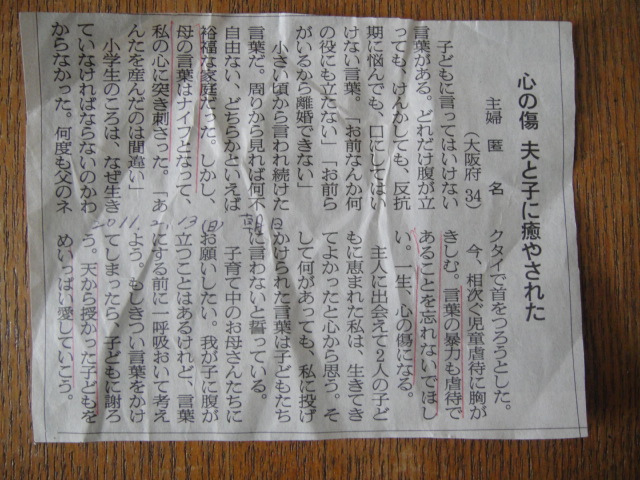 心の傷 夫と子に癒やされた
主婦 匿名
(大阪府 34)
子どもに言ってはいけない
言葉がある。どれだけ腹が立
っても、けんかしても、反抗
期に悩んでも、口にしてはい
けない言葉。「お前なんか何
の役にも立たない」「お前ら
がいるから離婚できない」
小さい頃から言われ続けた
言葉だ。周りから見れば何不
自由ない、どちらかといえば
裕福な家庭だった。しかし、
母の言葉はナイフとなって、
私の心に突き刺さった。「あ
んたを産んだのは間違い」
小学生のころは、なぜ生き
ていなければならないのかわ
からなかった。何度も父のネ
クタイで首をつろうとした。
今、相次ぐ児童虐待に胸が
きしむ。言葉の暴力も虐待で
あることを忘れないでほし
い。一生、心の傷になる。
主人に出会えて2人の子ど
もに恵まれた私は、生きてき
てよかったと心から思う。そ
して何があっても、私に投げ
かけられた言葉は子どもたち
に言わないと誓っている。
子育て中のお母さんたちに
お願いしたい。我が子に腹が
立つことはあるけれど、言葉
にする前に一呼吸おいて考え
よう。もしきつい言葉をかけ
てしまったら、子どもに謝ろ
う。天から授かった子どもを
めいっぱい愛していこう。
2011.2.13(日)朝日